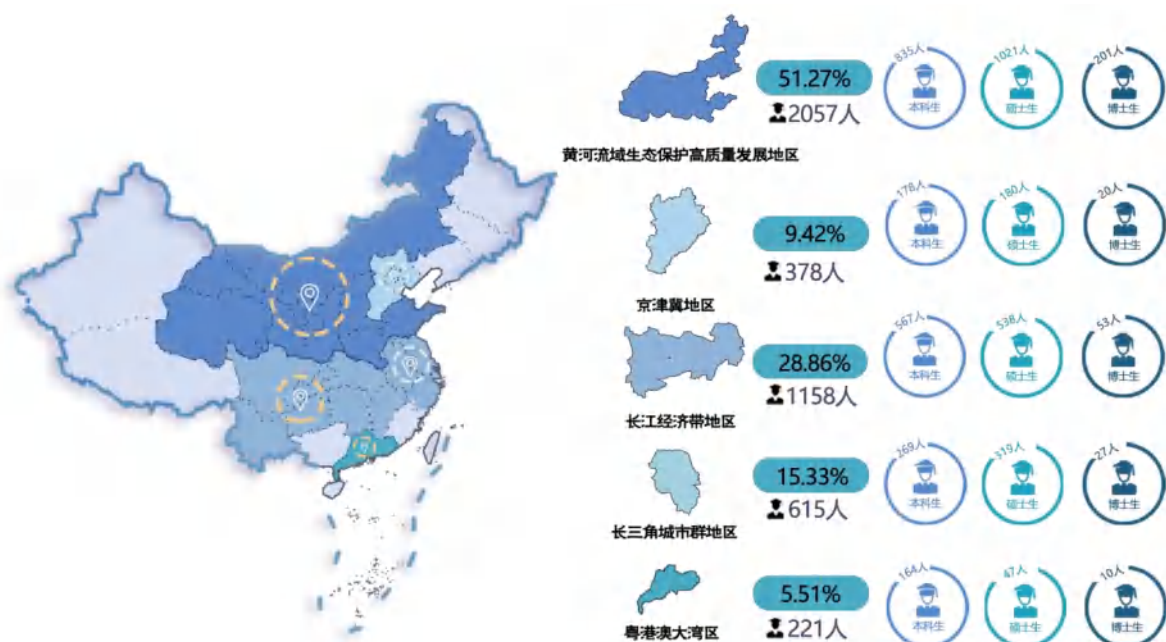 835人
1021人
201人
51.27%
本科生
硕士生
博士生
2057人
黄河流域生态保护高质量发展地区
178人
180人
20人
9.42%
本科生
硕士生
博士生
378人
京津冀地区
567人
538人
53人
28.86%
本科生
硕士生
博士生
1158人
长江经济带地区
269人
319人
27人
15.33%
本科生
硕士生
博士生
615人
长三角城市群地区
164人
47人
10人
5.51%
本科生
硕士生
博士生
221人
粤港澳大湾区